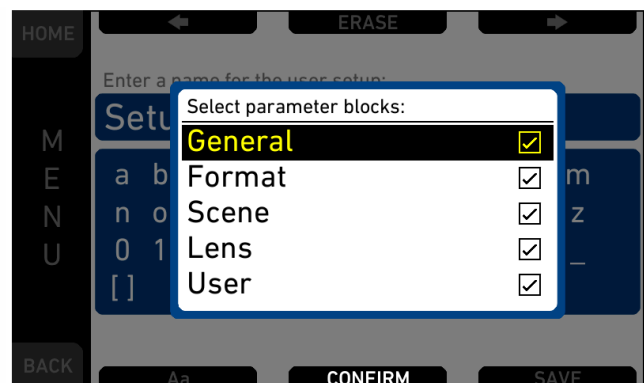 HOME ERASE
Enter a name for the user setup:
Setu
Select parameter blocks:
General
Format
Scene
Lens
User
MENU
a b m
n o z
0 1 _
[ ]
BACK Aa CONFIRM SAVE